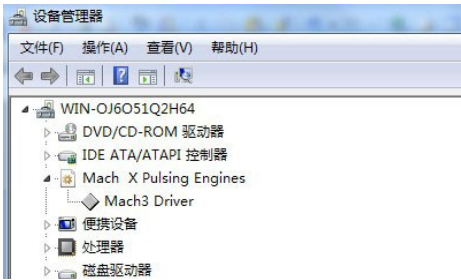 设备管理器
文件(F) 操作(A) 查看(V) 帮助(H)
WIN-OJ6O51Q2H64
DVD/CD-ROM 驱动器
IDE ATA/ATAPI 控制器
Mach X Pulsing Engines
Mach3 Driver
便携设备
处理器
磁盘驱动器